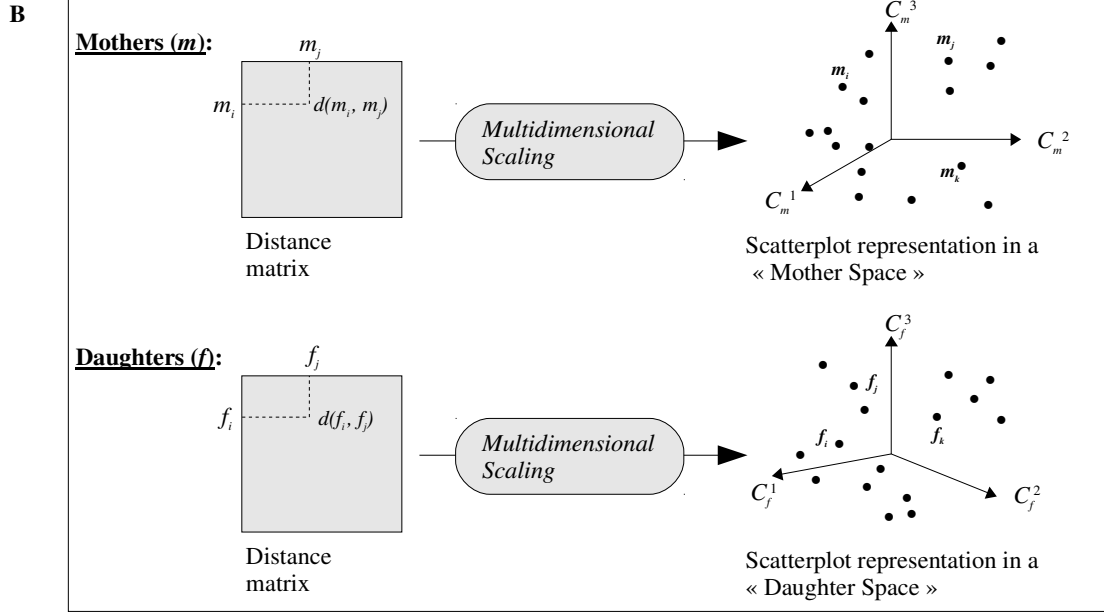 B
Mothers (m):
m_j
m_i
d(m_i, m_j)
Distance
matrix
Multidimensional
Scaling
C_m^3
m_j
m_i
C_m^2
m_k
C_m^1
Scatterplot representation in a
« Mother Space »
Daughters (f):
f_j
f_i
d(f_i, f_j)
Distance
matrix
Multidimensional
Scaling
C_f^3
f_j
f_i
f_k
C_f^1
C_f^2
Scatterplot representation in a
« Daughter Space »